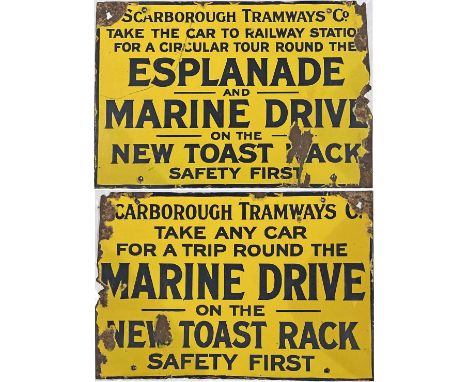 SCARBOROUGH TRAMWAYS CO
TAKE THE CAR TO RAILWAY STATIO
FOR A CIRCULAR TOUR ROUND THE
ESPLANADE
AND
MARINE DRIVE
ON THE
NEW TOAST RACK
SAFETY FIRST
CARBOROUGH TRAMWAYS C
TAKE ANY CAR
FOR A TRIP ROUND THE
MARINE DRIVE
ON THE
NEW TOAST RACK
SAFETY FIRST